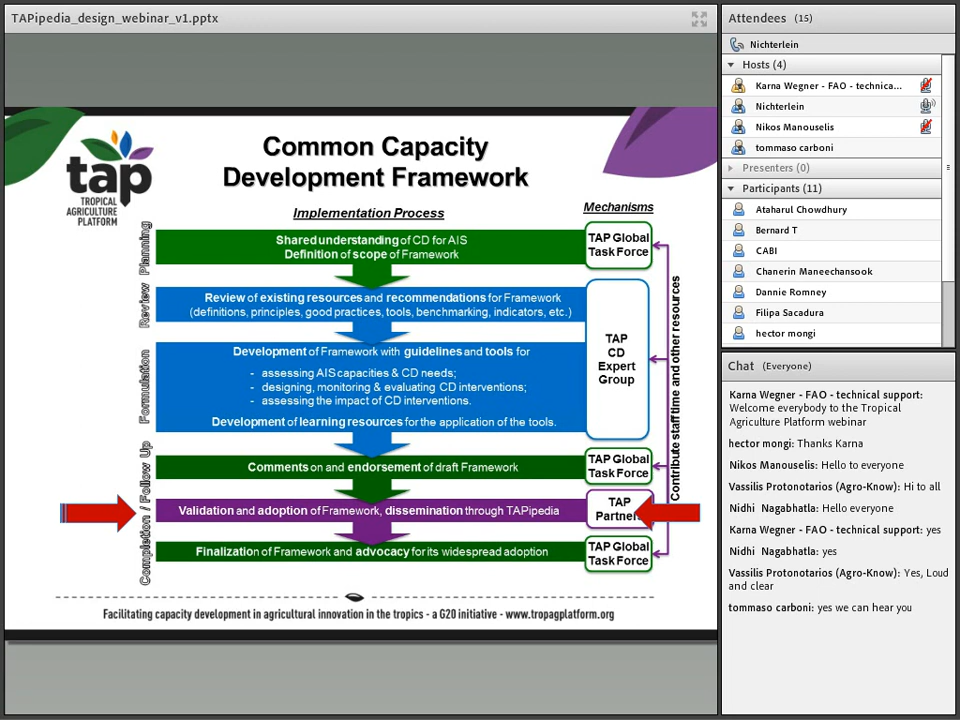 TAPipedia_design_webinar_v1.pptx
tap
TROPICAL
AGRICULTURE
PLATFORM
Common Capacity
Development Framework
Implementation Process
Mechanisms
Planning
Shared understanding of CD for AIS
Definition of scope of Framework
TAP Global
Task Force
Review
Review of existing resources and recommendations for Framework
(definitions, principles, good practices, tools, benchmarking, indicators, etc.)
Formulation
Development of Framework with guidelines and tools for
- assessing AIS capacities & CD needs;
- designing, monitoring & evaluating CD interventions;
- assessing the impact of CD interventions.
Development of learning resources for the application of the tools.
TAP
CD
Expert
Group
Completion / Follow Up
Comments on and endorsement of draft Framework
TAP Global
Task Force
Validation and adoption of Framework, dissemination through TAPipedia
TAP
Partners
Finalization of Framework and advocacy for its widespread adoption
TAP Global
Task Force
Contribute staff time and other resources
Facilitating capacity development in agricultural innovation in the tropics - a G20 initiative - www.tropagplatform.org
Attendees (15)
Nichterlein
Hosts (4)
Karna Wegner - FAO - technica...
Nichterlein
Nikos Manouselis
tommaso carboni
Presenters (0)
Participants (11)
Ataharul Chowdhury
Bernard T
CABI
Chanerin Maneechansook
Dannie Romney
Filipa Sacadura
hector mongi
Chat (Everyone)
Karna Wegner - FAO - technical support:
Welcome everybody to the Tropical
Agriculture Platform webinar
hector mongi: Thanks Karna
Nikos Manouselis: Hello to everyone
Vassilis Protonotarios (Agro-Know): Hi to all
Nidhi Nagabhatla: Hello everyone
Karna Wegner - FAO - technical support: yes
Nidhi Nagabhatla: yes
Vassilis Protonotarios (Agro-Know): Yes, Loud
and clear
tommaso carboni: yes we can hear you